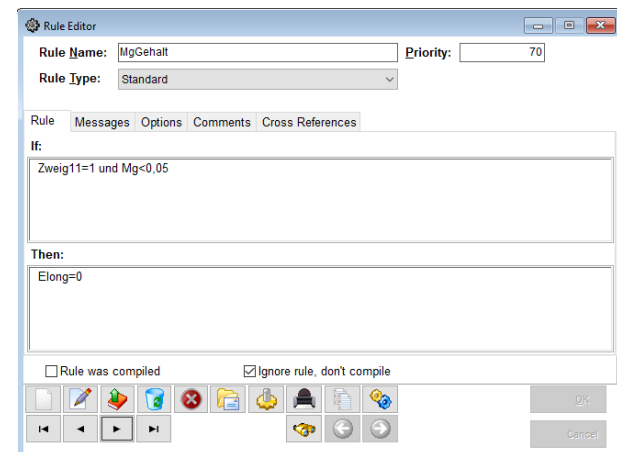 Rule Editor
Rule Name: MgGehalt Priority: 70
Rule Type: Standard
Rule Messages Options Comments Cross References
If:
Zweig11=1 und Mg<0,05
Then:
Elong=0
Rule was compiled Ignore rule, don't compile
OK
Cancel